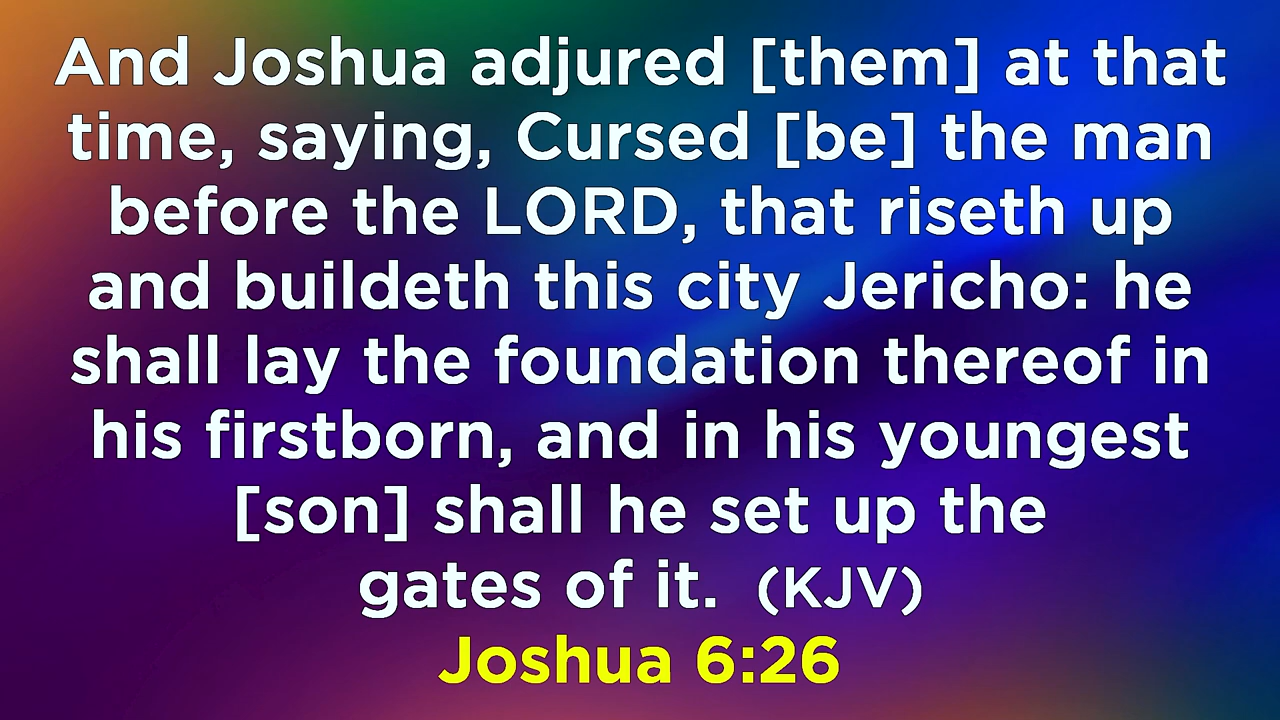 And Joshua adjured [them] at that
time, saying, Cursed [be] the man
before the LORD, that riseth up
and buildeth this city Jericho: he
shall lay the foundation thereof in
his firstborn, and in his youngest
[son] shall he set up the
gates of it.  (KJV)
Joshua 6:26